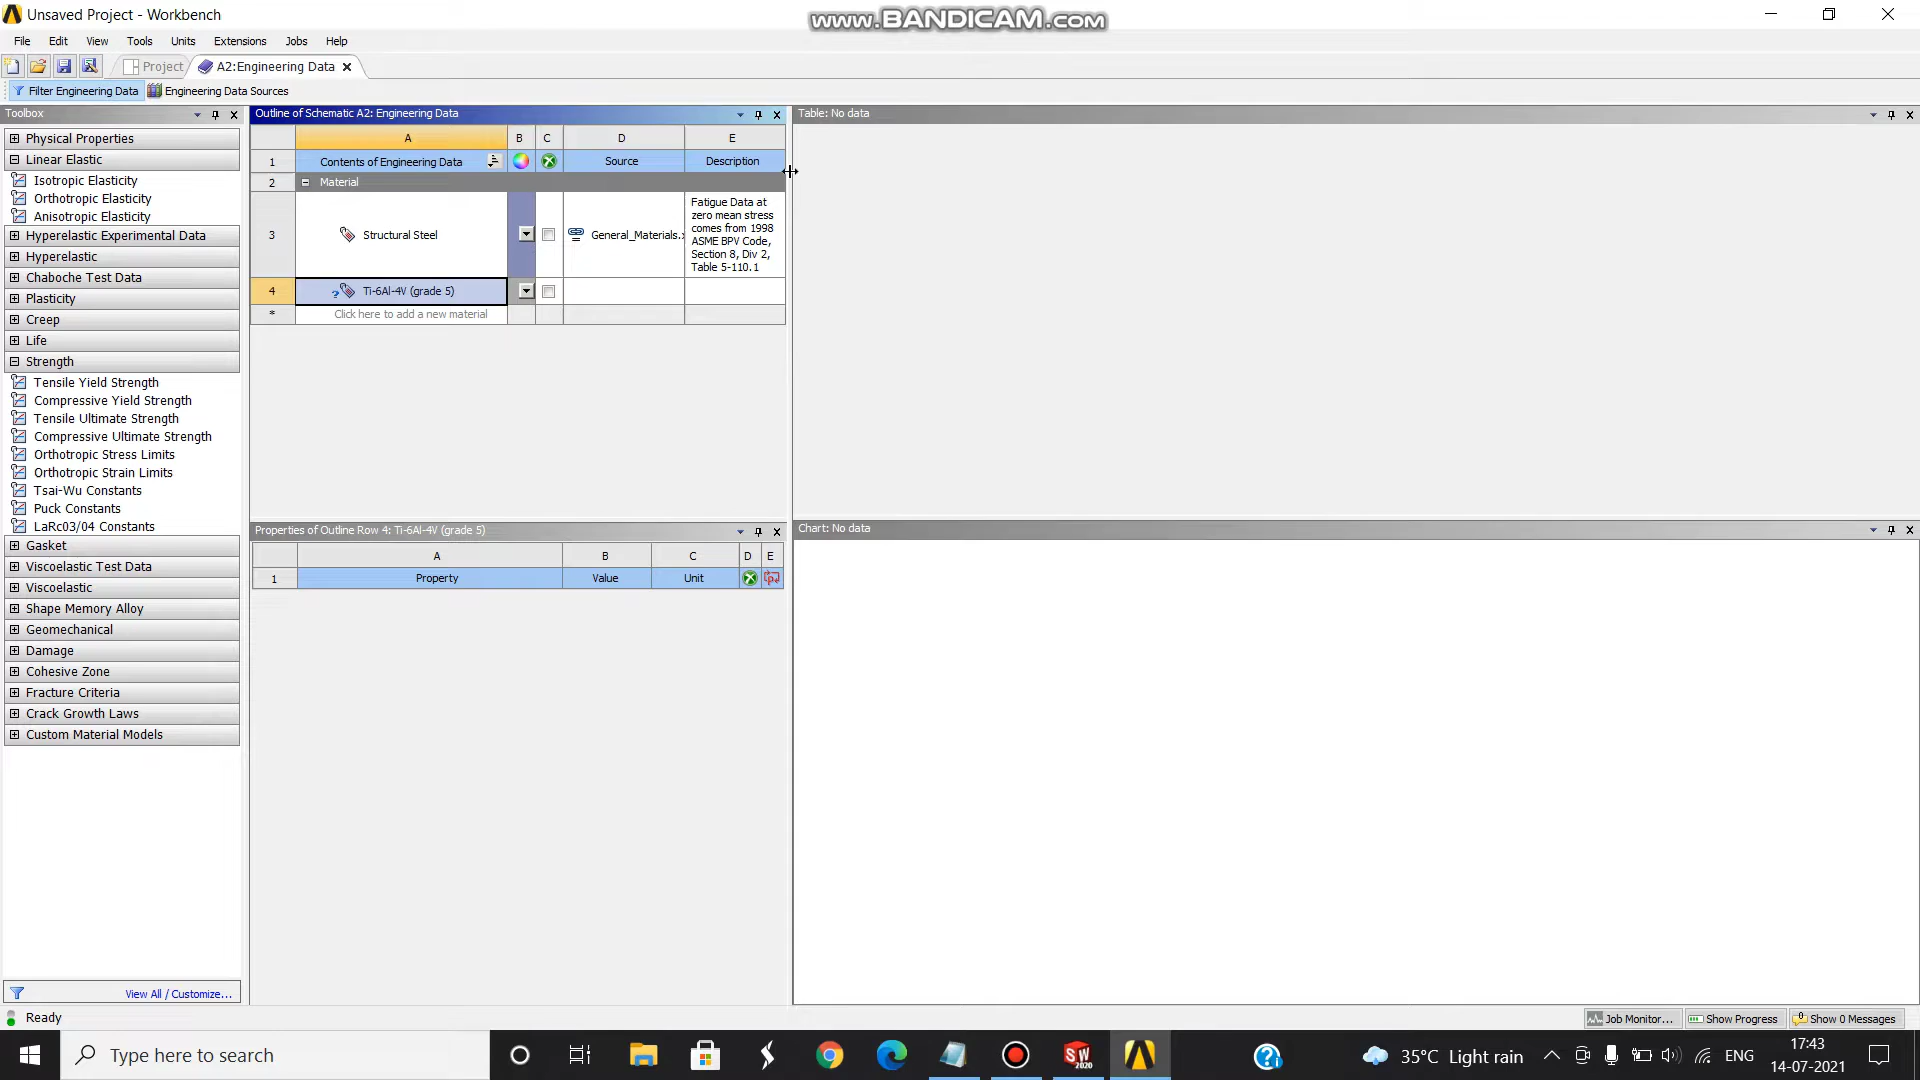 Unsaved Project - Workbench
www.BANDICAM.com
File Edit View Tools Units Extensions Jobs Help
Project A2:Engineering Data
Filter Engineering Data Engineering Data Sources
Toolbox
Physical Properties
Linear Elastic
Isotropic Elasticity
Orthotropic Elasticity
Anisotropic Elasticity
Hyperelastic Experimental Data
Hyperelastic
Chaboche Test Data
Plasticity
Creep
Life
Strength
Tensile Yield Strength
Compressive Yield Strength
Tensile Ultimate Strength
Compressive Ultimate Strength
Orthotropic Stress Limits
Orthotropic Strain Limits
Tsai-Wu Constants
Puck Constants
LaRc03/04 Constants
Gasket
Viscoelastic Test Data
Viscoelastic
Shape Memory Alloy
Geomechanical
Damage
Cohesive Zone
Fracture Criteria
Crack Growth Laws
Custom Material Models
View All / Customize...
Outline of Schematic A2: Engineering Data
A B C D E
1 Contents of Engineering Data Source Description
2 Material
3 Structural Steel General_Materials.
Fatigue Data at
zero mean stress
comes from 1998
ASME BPV Code,
Section 8, Div 2,
Table 5-110.1
4 ? Ti-6Al-4V (grade 5)
* Click here to add a new material
Properties of Outline Row 4: Ti-6Al-4V (grade 5)
A B C D E
1 Property Value Unit
Table: No data
Chart: No data
Ready
Job Monitor... Show Progress Show 0 Messages
Type here to search
SW
2020
35°C Light rain
ENG
17:43
14-07-2021